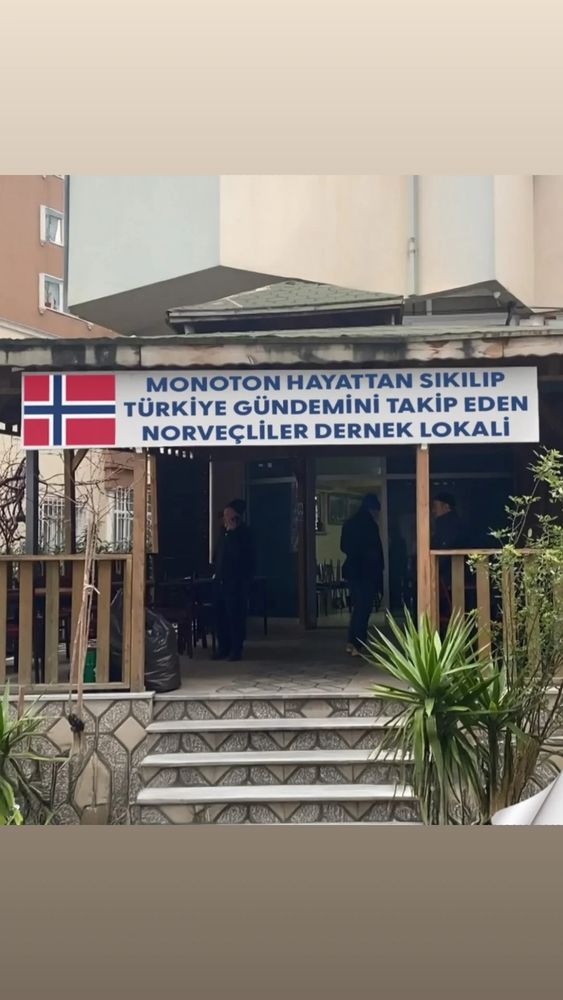 MONOTON HAYATTAN SIKILIP
TÜRKİYE GÜNDEMİNİ TAKİP EDEN
NORVEÇLİLER DERNEK LOKALİ